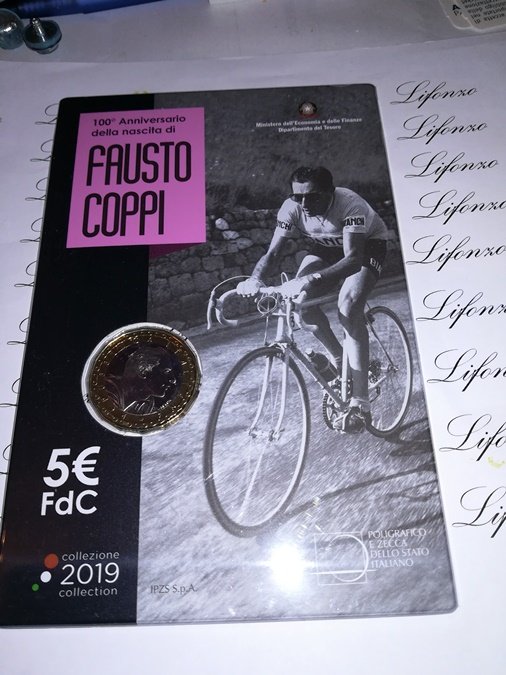 100° Anniversario
della nascita di
FAUSTO
COPPI
Ministero dell'Economia e delle Finanze
Dipartimento del Tesoro
BIANCHI
5€
FdC
collezione
2019
collection
IPZS S.p.A.
POLIGRAFICO
E ZECCA
DELLO STATO
ITALIANO
Lifonzo
Lifonzo
Lifonzo
Lifonzo
Lifonzo
Lifonzo